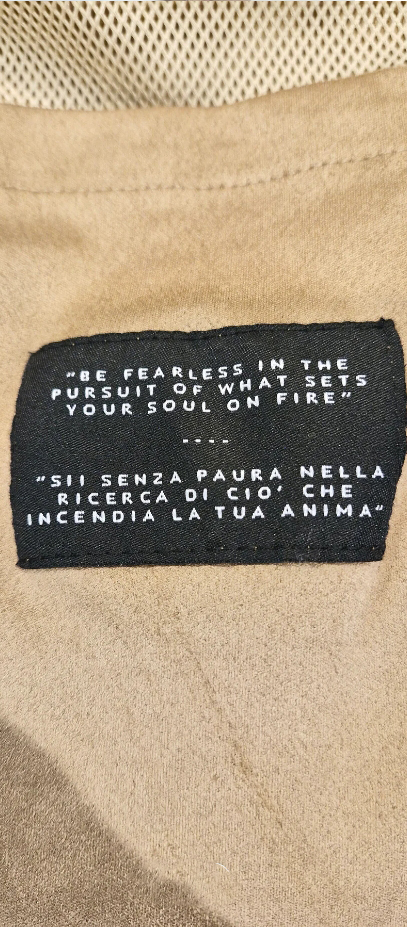 "BE FEARLESS IN THE
PURSUIT OF WHAT SETS
YOUR SOUL ON FIRE"
----
"SII SENZA PAURA NELLA
RICERCA DI CIO' CHE
INCENDIA LA TUA ANIMA"